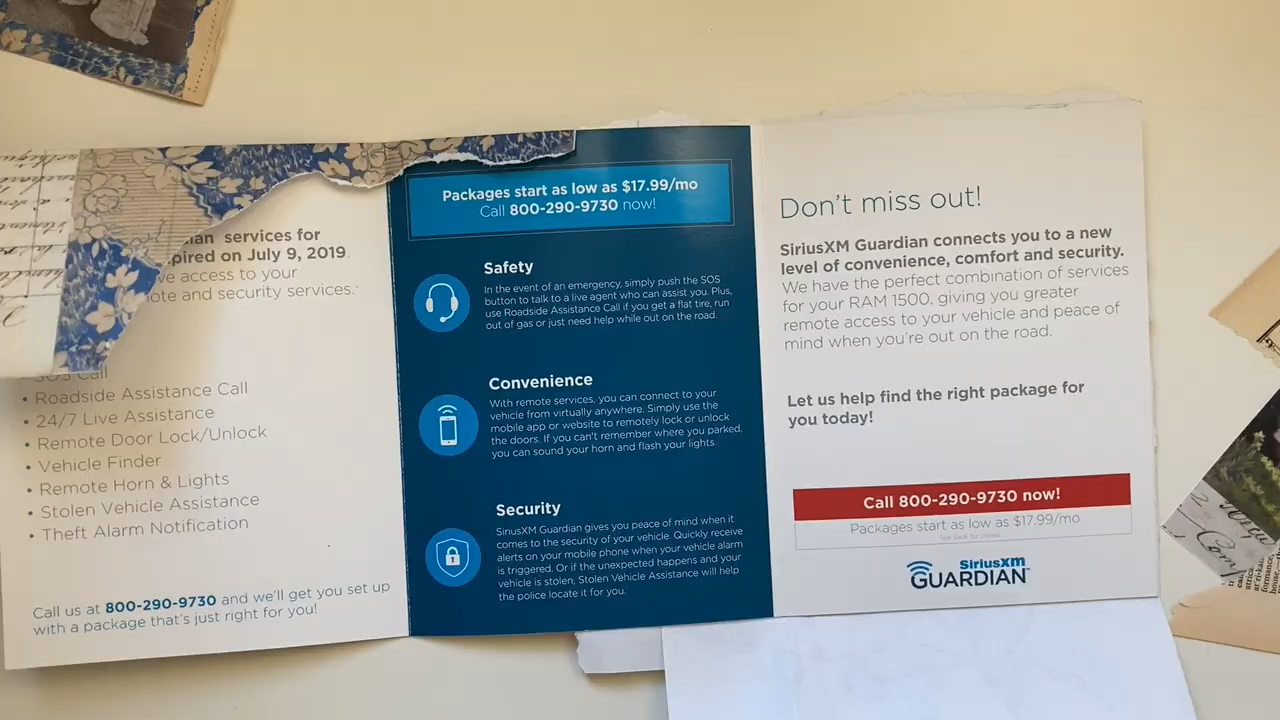 ian services for
pired on July 9, 2019.
ve access to your
ote and security services.
SOS Call
• Roadside Assistance Call
• 24/7 Live Assistance
• Remote Door Lock/Unlock
• Vehicle Finder
• Remote Horn & Lights
• Stolen Vehicle Assistance
• Theft Alarm Notification
Call us at 800-290-9730 and we'll get you set up
with a package that's just right for you!
Packages start as low as $17.99/mo
Call 800-290-9730 now!
Safety
In the event of an emergency, simply push the SOS
button to talk to a live agent who can assist you. Plus,
use Roadside Assistance Call if you get a flat tire, run
out of gas or just need help while out on the road.
Convenience
With remote services, you can connect to your
vehicle from virtually anywhere. Simply use the
mobile app or website to remotely lock or unlock
the doors. If you can't remember where you parked,
you can sound your horn and flash your lights.
Security
SiriusXM Guardian gives you peace of mind when it
comes to the security of your vehicle. Quickly receive
alerts on your mobile phone when your vehicle alarm
is triggered. Or if the unexpected happens and your
vehicle is stolen, Stolen Vehicle Assistance will help
the police locate it for you.
Don't miss out!
SiriusXM Guardian connects you to a new
level of convenience, comfort and security.
We have the perfect combination of services
for your RAM 1500, giving you greater
remote access to your vehicle and peace of
mind when you're out on the road.
Let us help find the right package for
you today!
Call 800-290-9730 now!
Packages start as low as $17.99/mo
See back for details.
SiriusXM
GUARDIAN